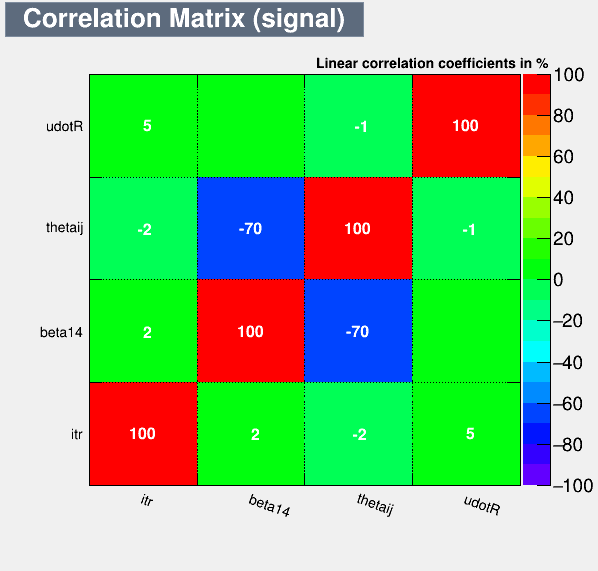 Correlation Matrix (signal)
Linear correlation coefficients in %
udotR 5 -1 100
thetaij -2 -70 100 -1
beta14 2 100 -70
itr 100 2 -2 5
itr beta14 thetaij udotR
100
80
60
40
20
0
−20
−40
−60
−80
−100